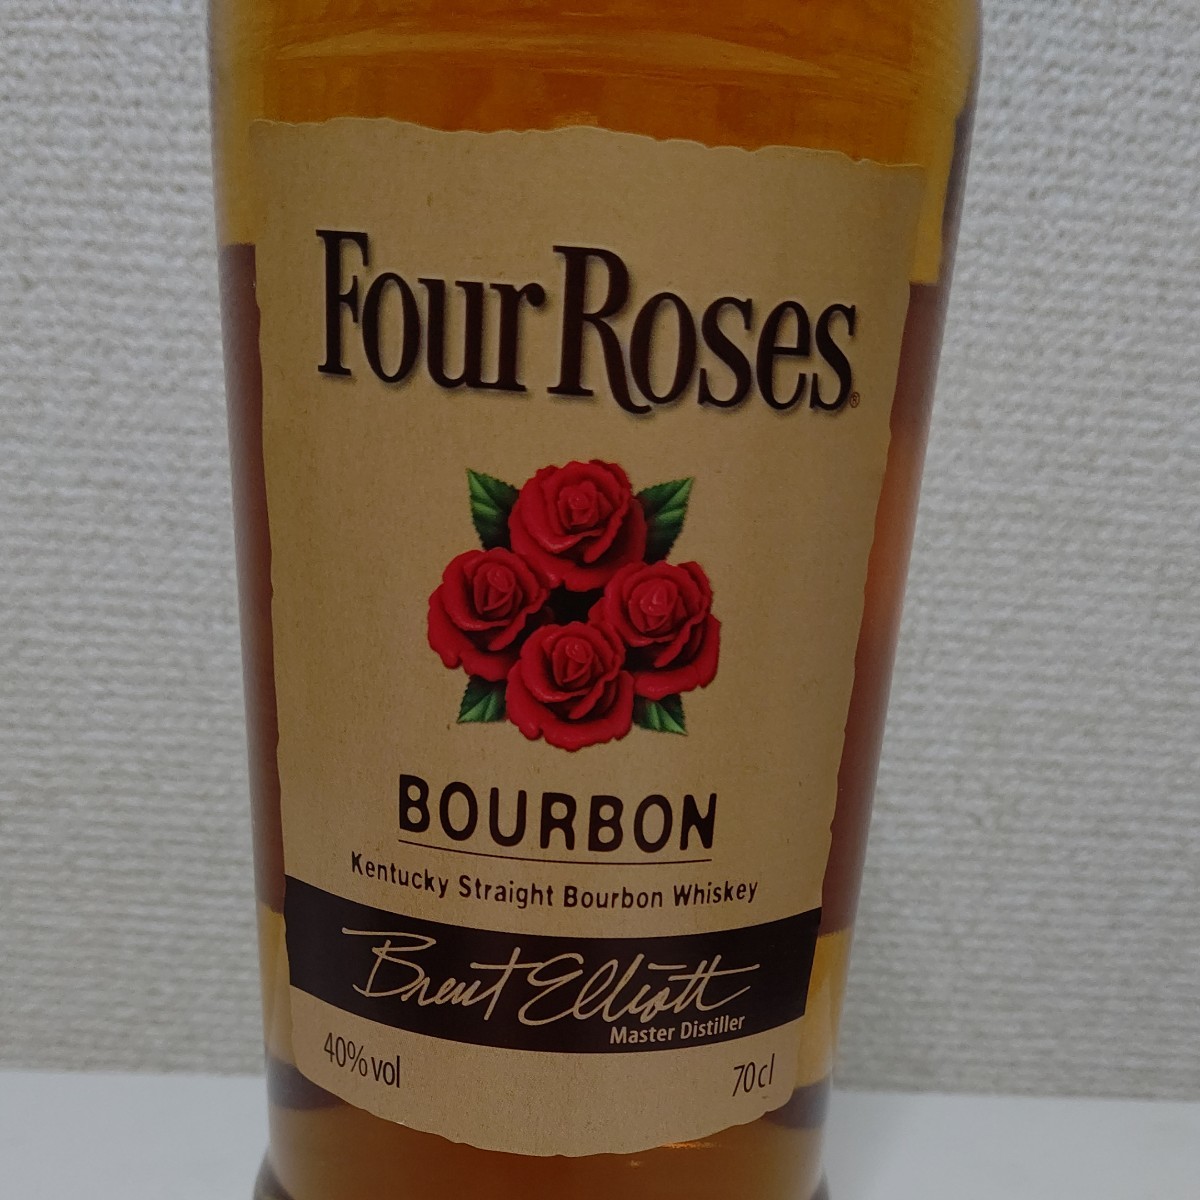 Four Roses®
BOURBON
Kentucky Straight Bourbon Whiskey
Brent Elliott
Master Distiller
40% vol
70cl